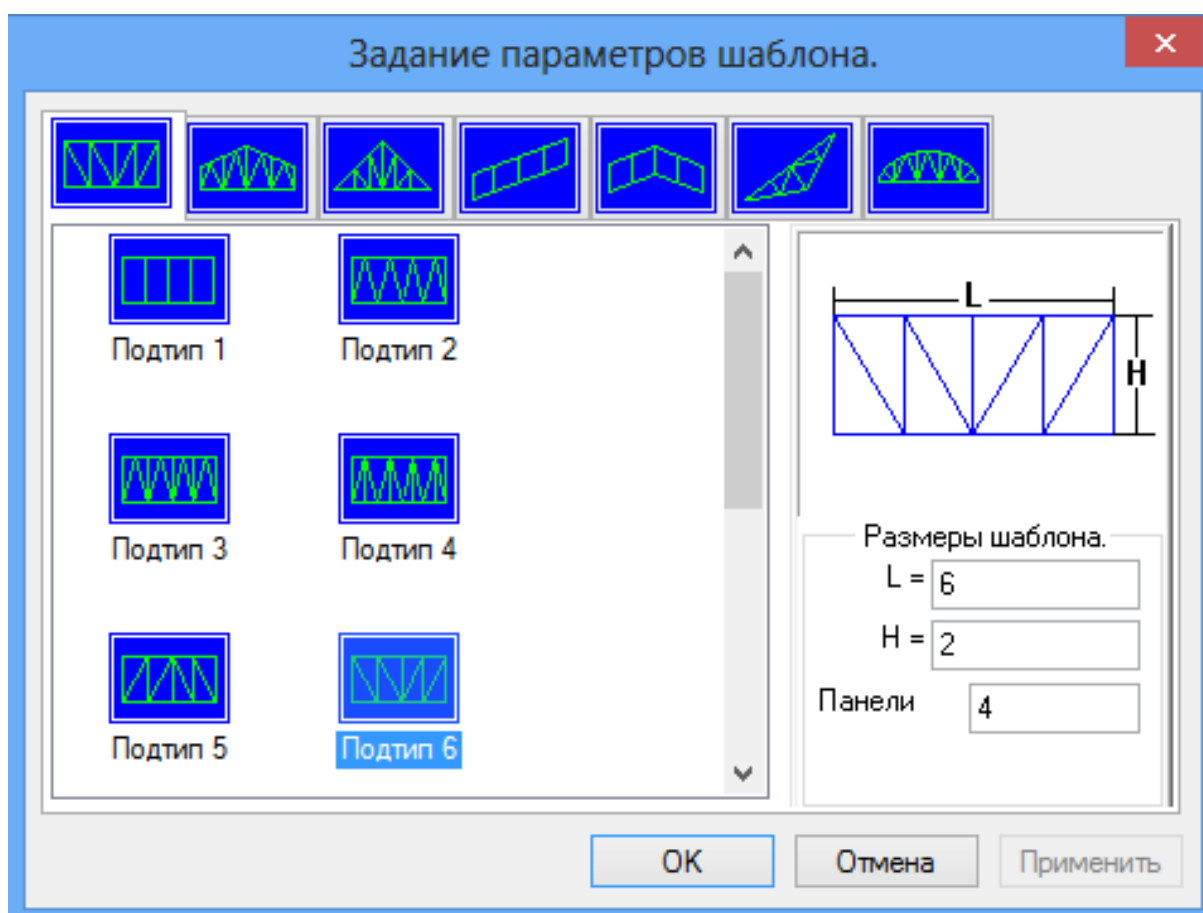 Задание параметров шаблона.
Подтип 1
Подтип 2
Подтип 3
Подтип 4
Подтип 5
Подтип 6
L
H
Размеры шаблона.
L = 6
H = 2
Панели 4
OK
Отмена
Применить